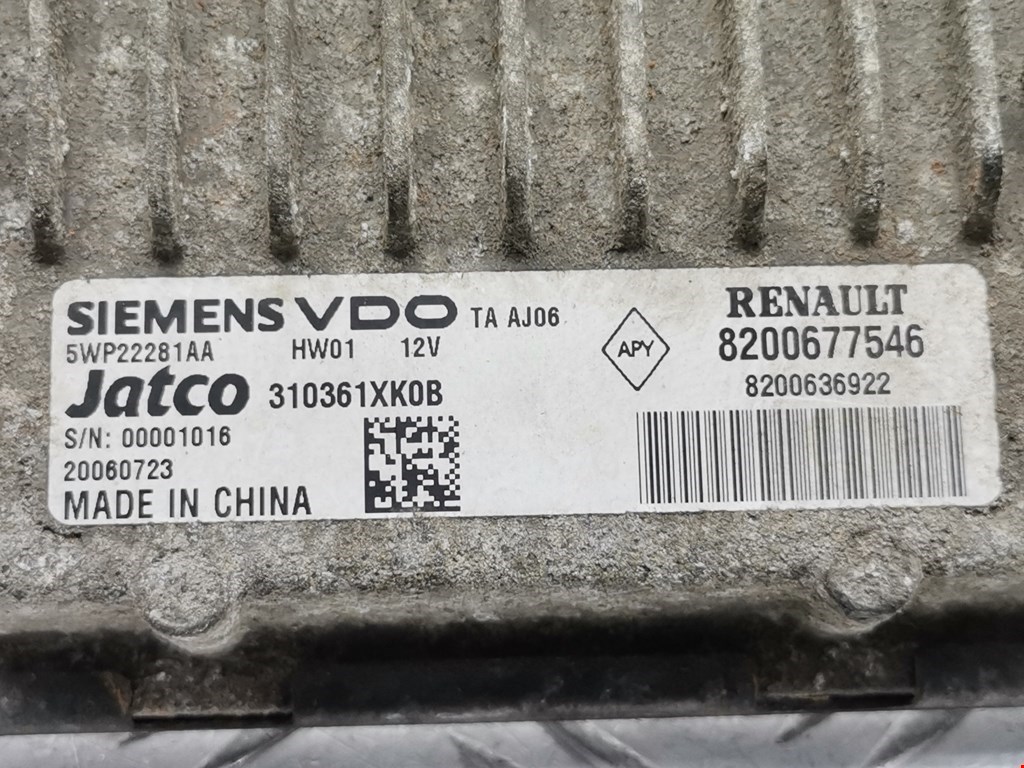 SIEMENS VDO TA AJ06
5WP22281AA HW01 12V
Jatco 310361XK0B
S/N: 00001016
20060723
MADE IN CHINA
APY
RENAULT
8200677546
8200636922